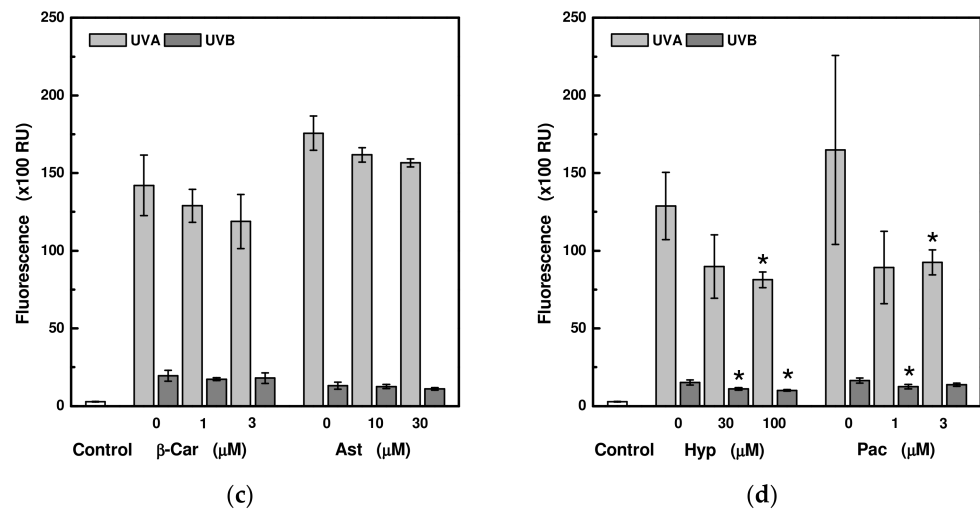 250
UVA UVB
200
150
100
50
0
Fluorescence (x100 RU)
0 1 3 0 10 30
Control β-Car (μM) Ast (μM)
(c)
250
UVA UVB
200
150
100
50
0
Fluorescence (x100 RU)
*
*
*
*
*
0 30 100 0 1 3
Control Hyp (μM) Pac (μM)
(d)